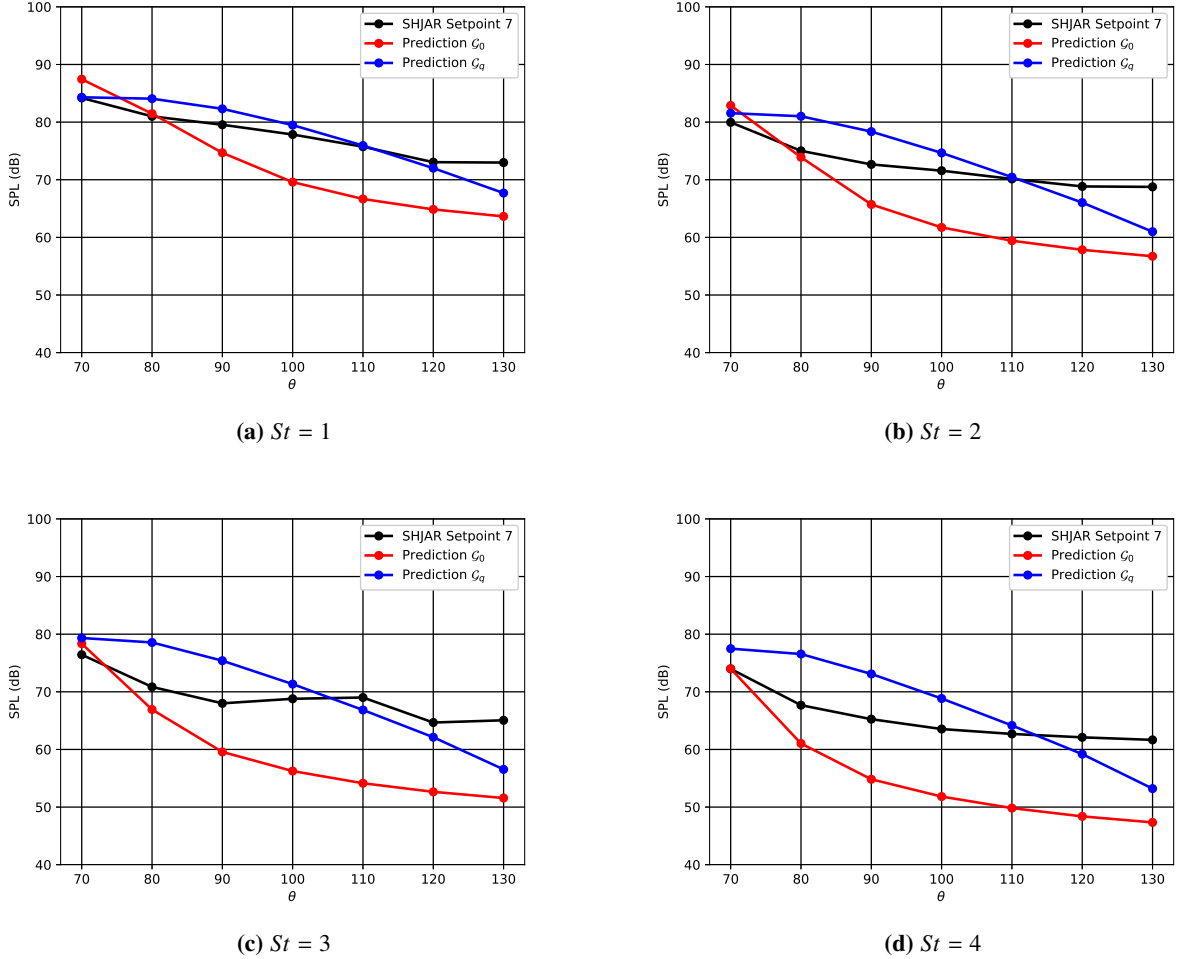 100
90
80
70
60
50
40
SPL (dB)
70 80 90 100 110 120 130
θ
SHJAR Setpoint 7
Prediction 𝒢₀
Prediction 𝒢_q
(a) St = 1
100
90
80
70
60
50
40
SPL (dB)
70 80 90 100 110 120 130
θ
SHJAR Setpoint 7
Prediction 𝒢₀
Prediction 𝒢_q
(b) St = 2
100
90
80
70
60
50
40
SPL (dB)
70 80 90 100 110 120 130
θ
SHJAR Setpoint 7
Prediction 𝒢₀
Prediction 𝒢_q
(c) St = 3
100
90
80
70
60
50
40
SPL (dB)
70 80 90 100 110 120 130
θ
SHJAR Setpoint 7
Prediction 𝒢₀
Prediction 𝒢_q
(d) St = 4